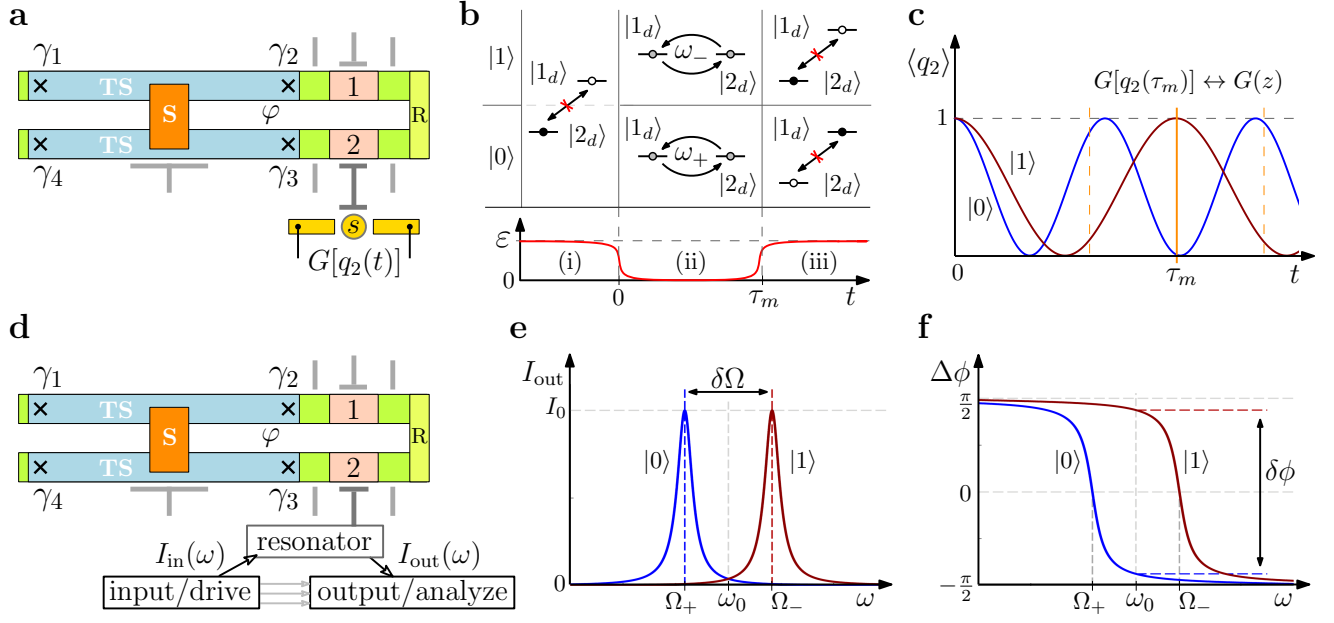 a
γ1
γ2
TS
1
S
φ
R
TS
2
γ4
γ3
s
G[q2(t)]
b
|1⟩
|0⟩
|1d⟩
|2d⟩
|1d⟩
ω−
|2d⟩
|1d⟩
ω+
|2d⟩
|1d⟩
|2d⟩
|1d⟩
|2d⟩
ε
(i)
(ii)
(iii)
0
0
τm
t
c
⟨q2⟩
G[q2(τm)] ↔ G(z)
1
|1⟩
|0⟩
0
τm
t
d
γ1
γ2
TS
1
S
φ
R
TS
2
γ4
γ3
resonator
Iin(ω)
Iout(ω)
input/drive
output/analyze
e
Iout
δΩ
I0
|0⟩
|1⟩
0
Ω+
ω0
Ω−
ω
f
Δϕ
π/2
|0⟩
|1⟩
δϕ
0
−π/2
Ω+
ω0
Ω−
ω